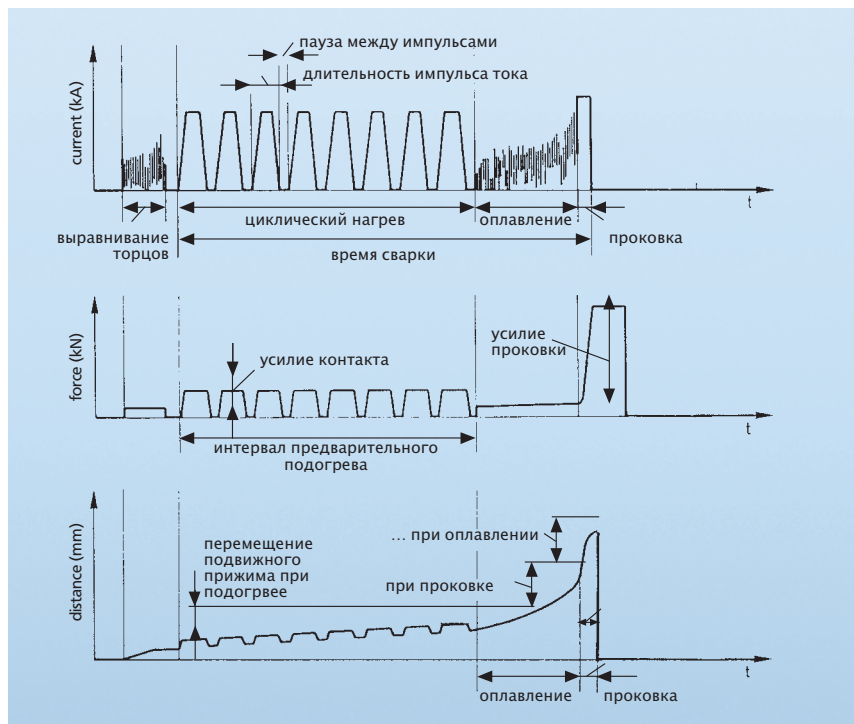 пауза между импульсами
длительность импульса тока
current (kA)
t
циклический нагрев
оплавление
выравнивание
торцов
время сварки
проковка
force (kN)
усилие контакта
усилие
проковки
t
интервал предварительного
подогрева
distance (mm)
перемещение
подвижного
прижима при
подогрвее
... при оплавлении
при проковке
t
оплавление
проковка